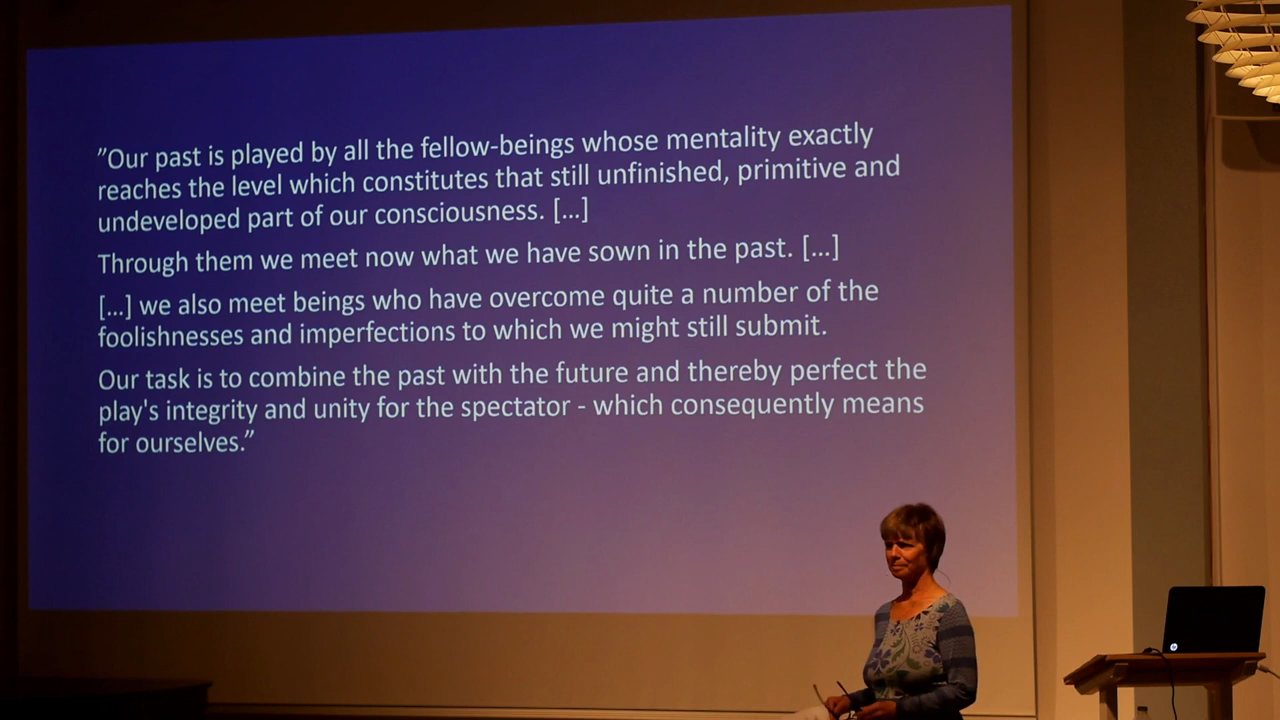 ”Our past is played by all the fellow-beings whose mentality exactly
reaches the level which constitutes that still unfinished, primitive and
undeveloped part of our consciousness. […]
Through them we meet now what we have sown in the past. […]
[…] we also meet beings who have overcome quite a number of the
foolishnesses and imperfections to which we might still submit.
Our task is to combine the past with the future and thereby perfect the
play's integrity and unity for the spectator - which consequently means
for ourselves.”
hp